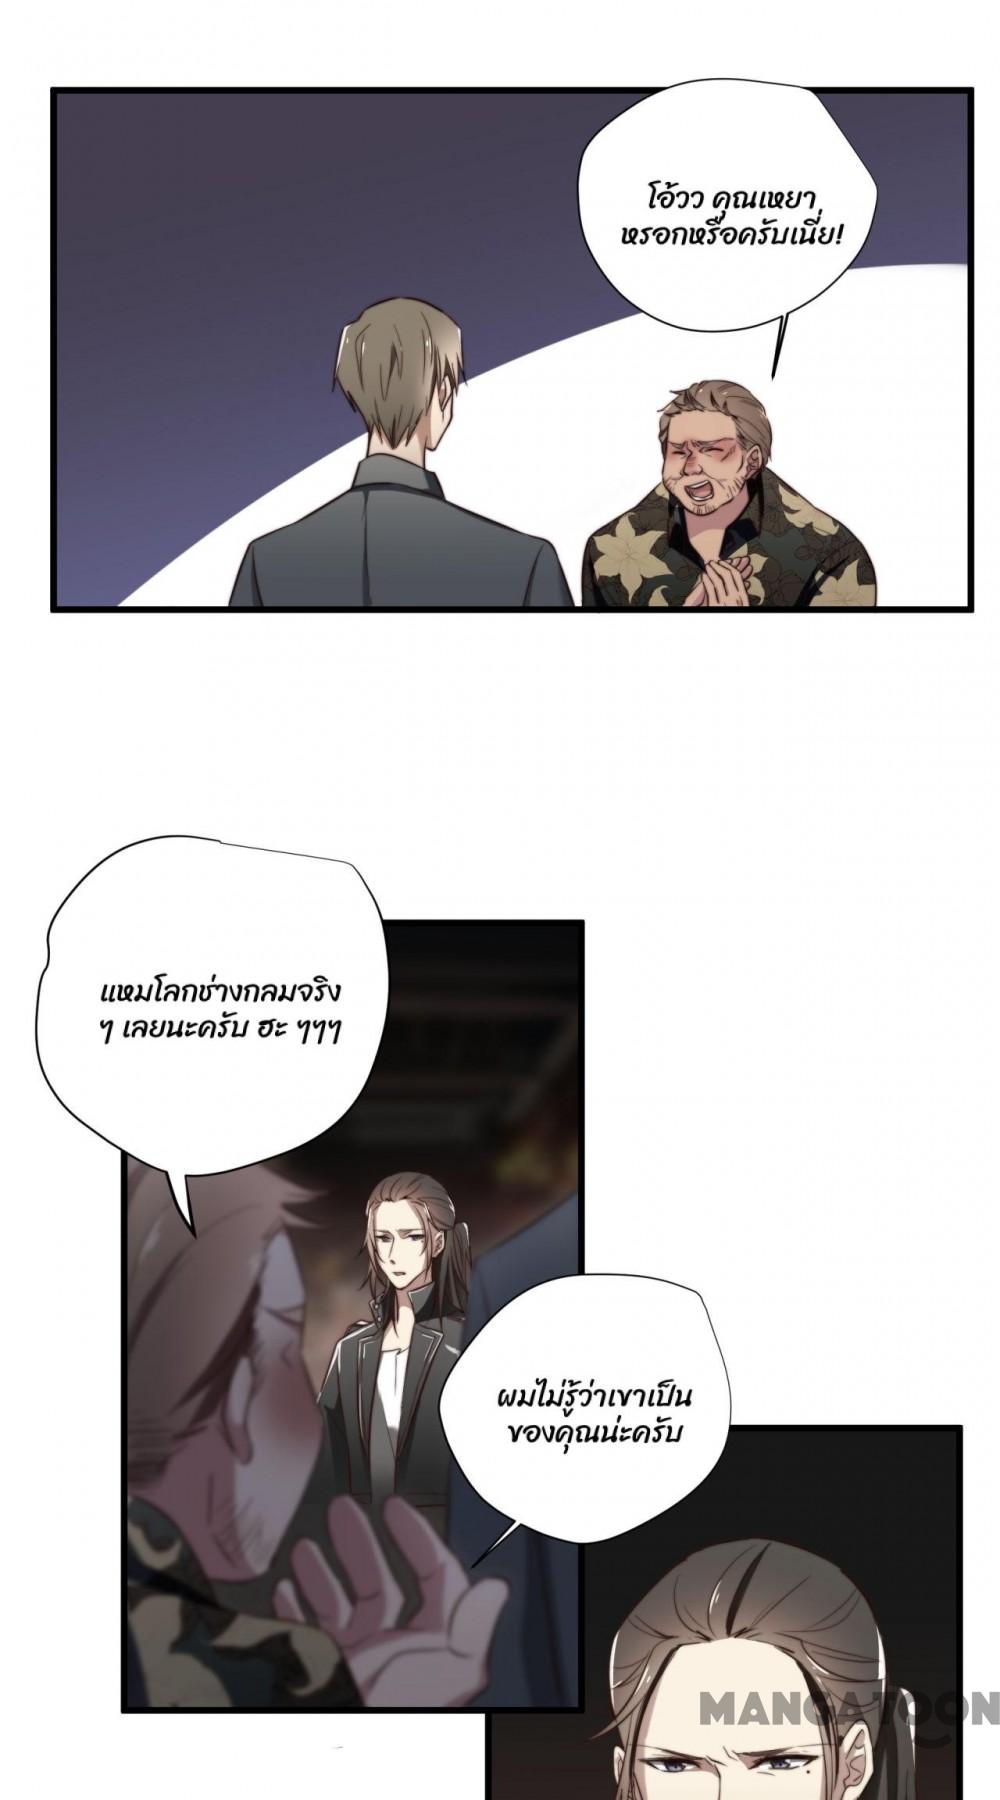 โอ้วว คุณเหยา
หรอกหรือครับเนี่ย!
แหมโลกช่างกลมจริง
ๆ เลยนะครับ ฮะ ๆๆๆ
ผมไม่รู้ว่าเขาเป็น
ของคุณน่ะครับ
MANGATOON